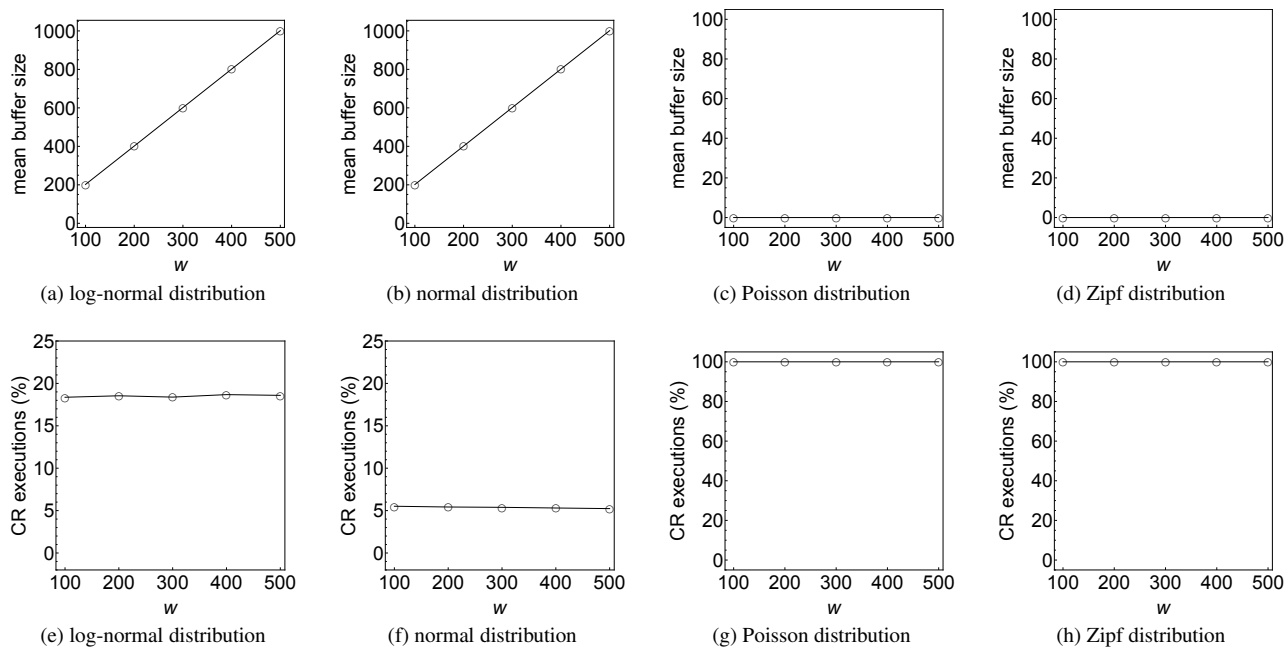 mean buffer size
1000
800
600
400
200
0
100 200 300 400 500
w
(a) log-normal distribution
mean buffer size
1000
800
600
400
200
0
100 200 300 400 500
w
(b) normal distribution
mean buffer size
100
80
60
40
20
0
100 200 300 400 500
w
(c) Poisson distribution
mean buffer size
100
80
60
40
20
0
100 200 300 400 500
w
(d) Zipf distribution
CR executions (%)
25
20
15
10
5
0
100 200 300 400 500
w
(e) log-normal distribution
CR executions (%)
25
20
15
10
5
0
100 200 300 400 500
w
(f) normal distribution
CR executions (%)
100
80
60
40
20
0
100 200 300 400 500
w
(g) Poisson distribution
CR executions (%)
100
80
60
40
20
0
100 200 300 400 500
w
(h) Zipf distribution